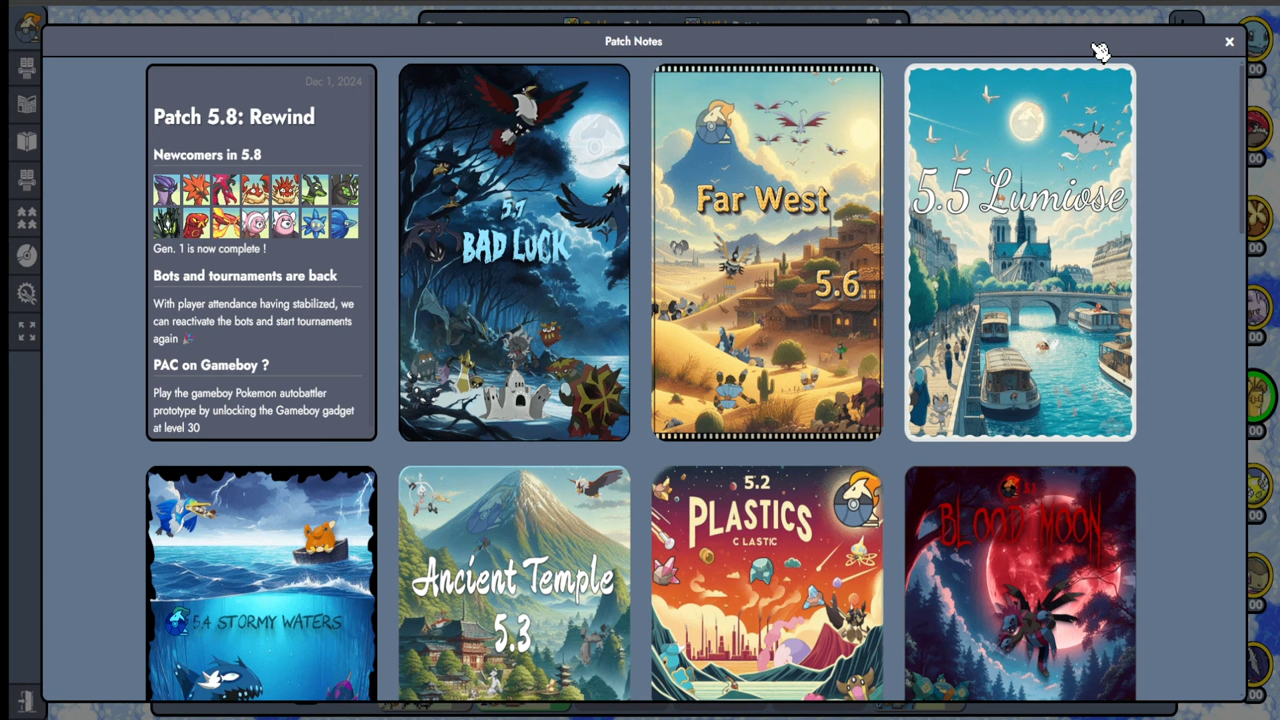 Patch Notes
x
Dec 1, 2024
Patch 5.8: Rewind
Newcomers in 5.8
Gen. 1 is now complete !
Bots and tournaments are back
With player attendance having stabilized, we
can reactivate the bots and start tournaments
again
PAC on Gameboy ?
Play the gameboy Pokemon autobattler
prototype by unlocking the Gameboy gadget
at level 30
5.7
BAD LUCK
Far West
5.6
5.5 Lumiose
5.4 STORMY WATERS
Ancient Temple
5.3
5.2
PLASTICS
CLASTIC
BLOOD MOON